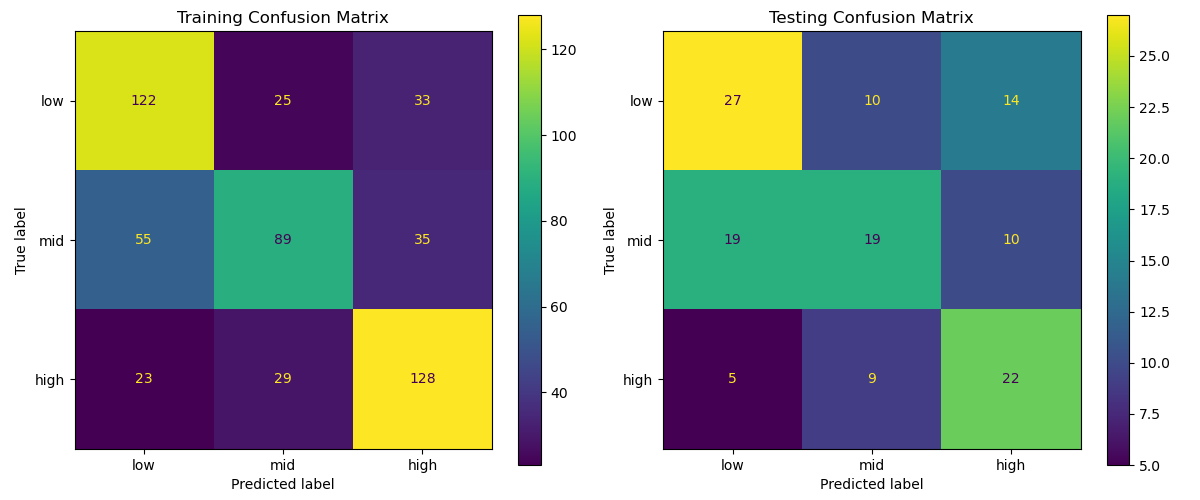 Training Confusion Matrix
True label
low
mid
high
122 25 33
55 89 35
23 29 128
low mid high
Predicted label
120
100
80
60
40
Testing Confusion Matrix
True label
low
mid
high
27 10 14
19 19 10
5 9 22
low mid high
Predicted label
25.0
22.5
20.0
17.5
15.0
12.5
10.0
7.5
5.0